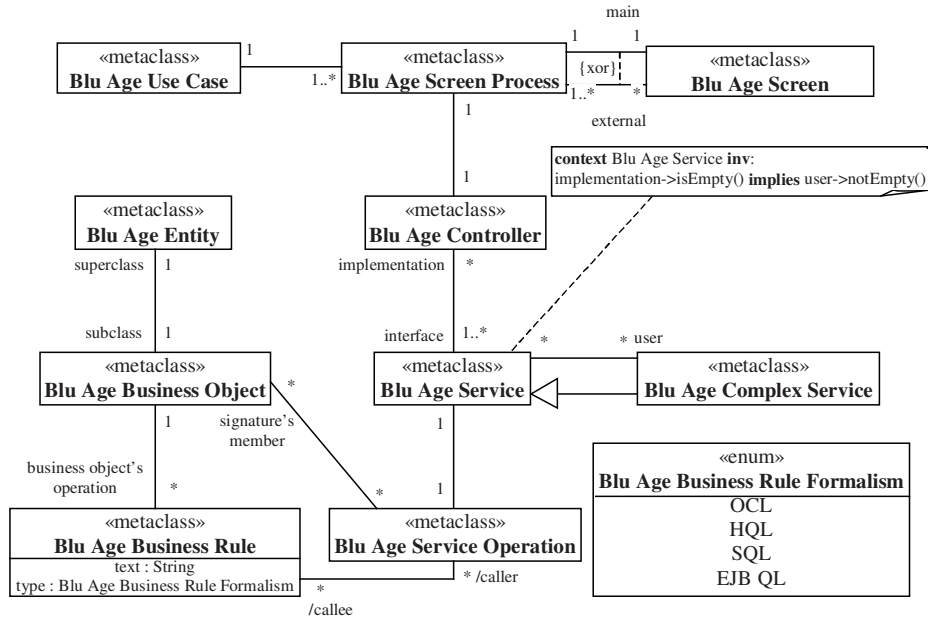 main
«metaclass»
Blu Age Use Case
1
1..*
«metaclass»
Blu Age Screen Process
1
1
{xor}
1..*
*
external
«metaclass»
Blu Age Screen
1
1
context Blu Age Service inv:
implementation->isEmpty() implies user->notEmpty()
«metaclass»
Blu Age Entity
superclass
1
subclass
1
«metaclass»
Blu Age Controller
implementation
*
interface
1..*
«metaclass»
Blu Age Business Object
*
signature's
member
*
«metaclass»
Blu Age Service
*
* user
«metaclass»
Blu Age Complex Service
1
business object's
operation
*
1
1
«enum»
Blu Age Business Rule Formalism
OCL
HQL
SQL
EJB QL
«metaclass»
Blu Age Business Rule
text : String
type : Blu Age Business Rule Formalism
«metaclass»
Blu Age Service Operation
* /caller
*
/callee